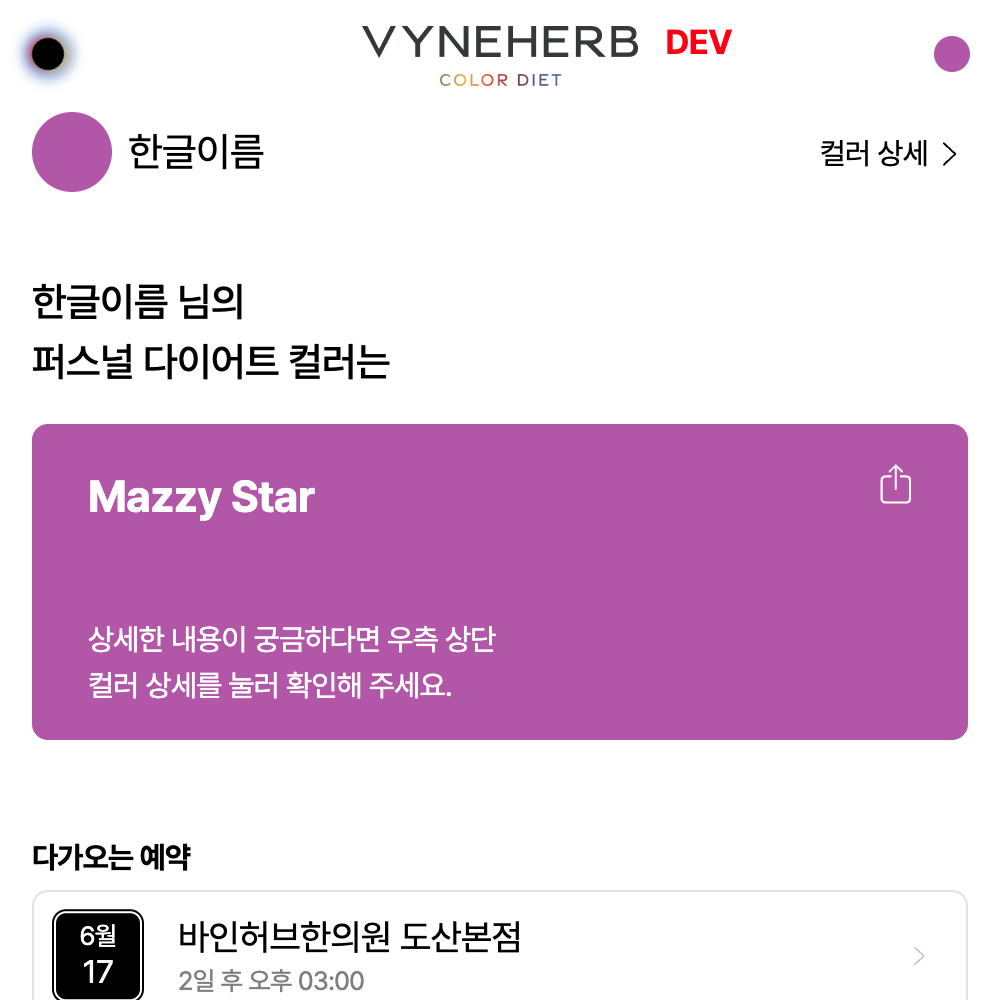 VYNEHERB DEV
COLOR DIET
한글이름
컬러 상세
한글이름 님의
퍼스널 다이어트 컬러는
Mazzy Star
상세한 내용이 궁금하다면 우측 상단
컬러 상세를 눌러 확인해 주세요.
다가오는 예약
6월
17
바인허브한의원 도산본점
2일 후 오후 03:00